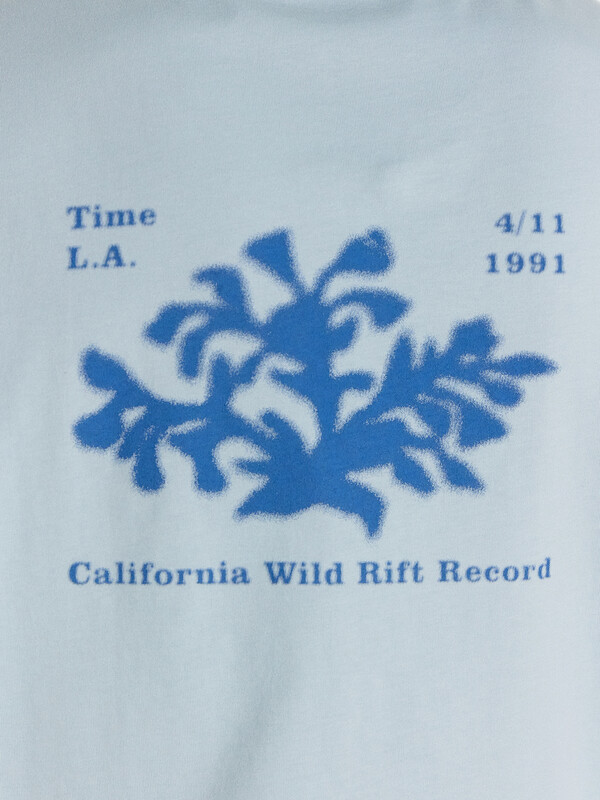 Time
L.A.
4/11
1991
California Wild Rift Record